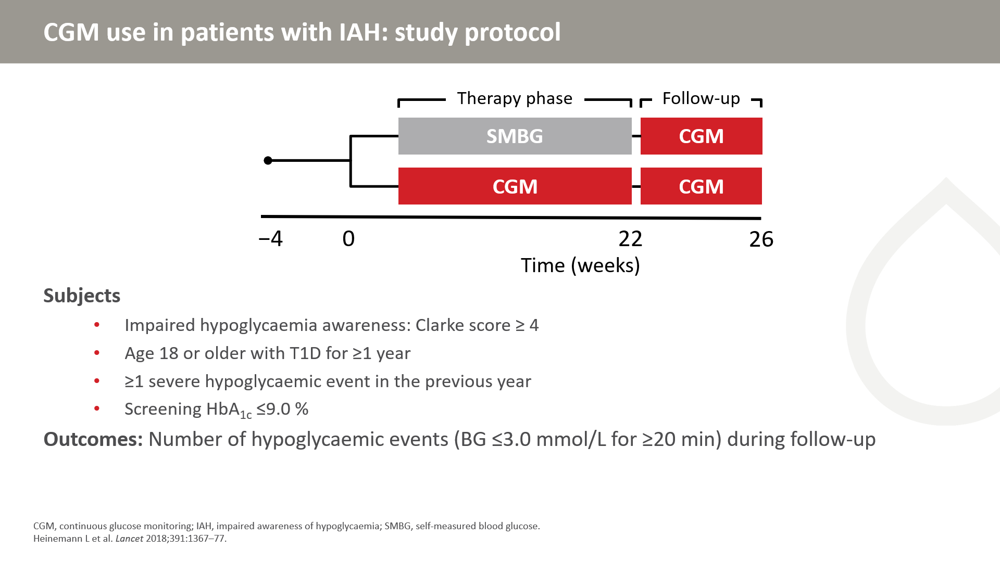 CGM use in patients with IAH: study protocol
Therapy phase
Follow-up
SMBG
CGM
CGM
CGM
−4
0
22
26
Time (weeks)
Subjects
• Impaired hypoglycaemia awareness: Clarke score ≥ 4
• Age 18 or older with T1D for ≥1 year
• ≥1 severe hypoglycaemic event in the previous year
• Screening HbA1c ≤9.0 %
Outcomes: Number of hypoglycaemic events (BG ≤3.0 mmol/L for ≥20 min) during follow-up
CGM, continuous glucose monitoring; IAH, impaired awareness of hypoglycaemia; SMBG, self-measured blood glucose.
Heinemann L et al. Lancet 2018;391:1367–77.